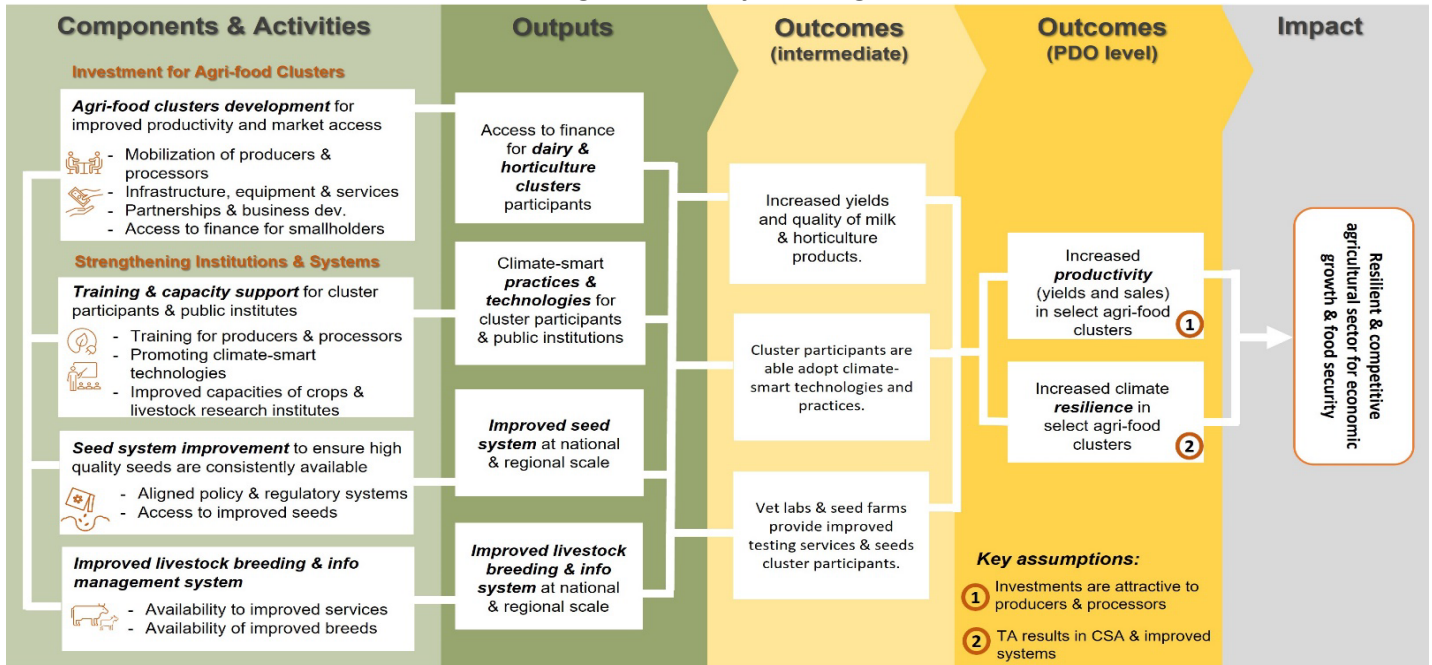 Components & Activities
Investment for Agri-food Clusters
Agri-food clusters development for
improved productivity and market access
- Mobilization of producers &
processors
- Infrastructure, equipment & services
- Partnerships & business dev.
- Access to finance for smallholders
Strengthening Institutions & Systems
Training & capacity support for cluster
participants & public institutes
- Training for producers & processors
- Promoting climate-smart
technologies
- Improved capacities of crops &
livestock research institutes
Seed system improvement to ensure high
quality seeds are consistently available
- Aligned policy & regulatory systems
- Access to improved seeds
Improved livestock breeding & info
management system
- Availability to improved services
- Availability of improved breeds
Outputs
Access to finance
for dairy &
horticulture
clusters
participants
Climate-smart
practices &
technologies for
cluster participants
& public institutions
Improved seed
system at national
& regional scale
Improved livestock
breeding & info
system at national
& regional scale
Outcomes
(intermediate)
Increased yields
and quality of milk
& horticulture
products.
Cluster participants are
able adopt climate-
smart technologies and
practices.
Vet labs & seed farms
provide improved
testing services & seeds
cluster participants.
Outcomes
(PDO level)
Increased
productivity
(yields and sales)
in select agri-food
clusters
1
Increased climate
resilience in
select agri-food
clusters
2
Key assumptions:
1 Investments are attractive to
producers & processors
2 TA results in CSA & improved
systems
Impact
Resilient & competitive
agricultural sector for economic
growth & food security